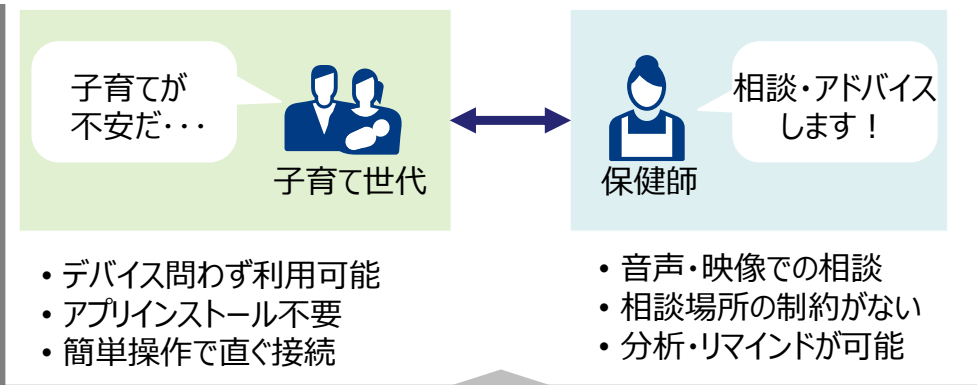 子育てが
不安だ・・・
子育て世代
相談・アドバイス
します！
保健師
• デバイス問わず利用可能
• アプリインストール不要
• 簡単操作で直ぐ接続
• 音声・映像での相談
• 相談場所の制約がない
• 分析・リマインドが可能